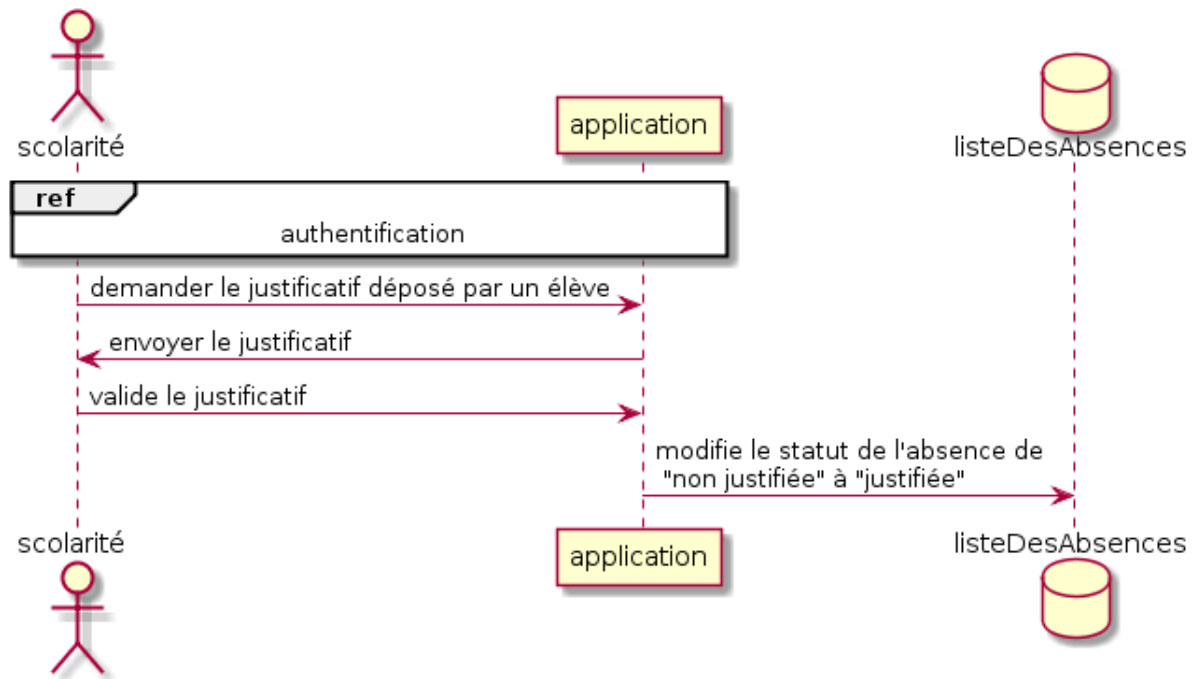 scolarité
application
listeDesAbsences
ref
authentification
demander le justificatif déposé par un élève
envoyer le justificatif
valide le justificatif
modifie le statut de l'absence de
"non justifiée" à "justifiée"
scolarité
application
listeDesAbsences